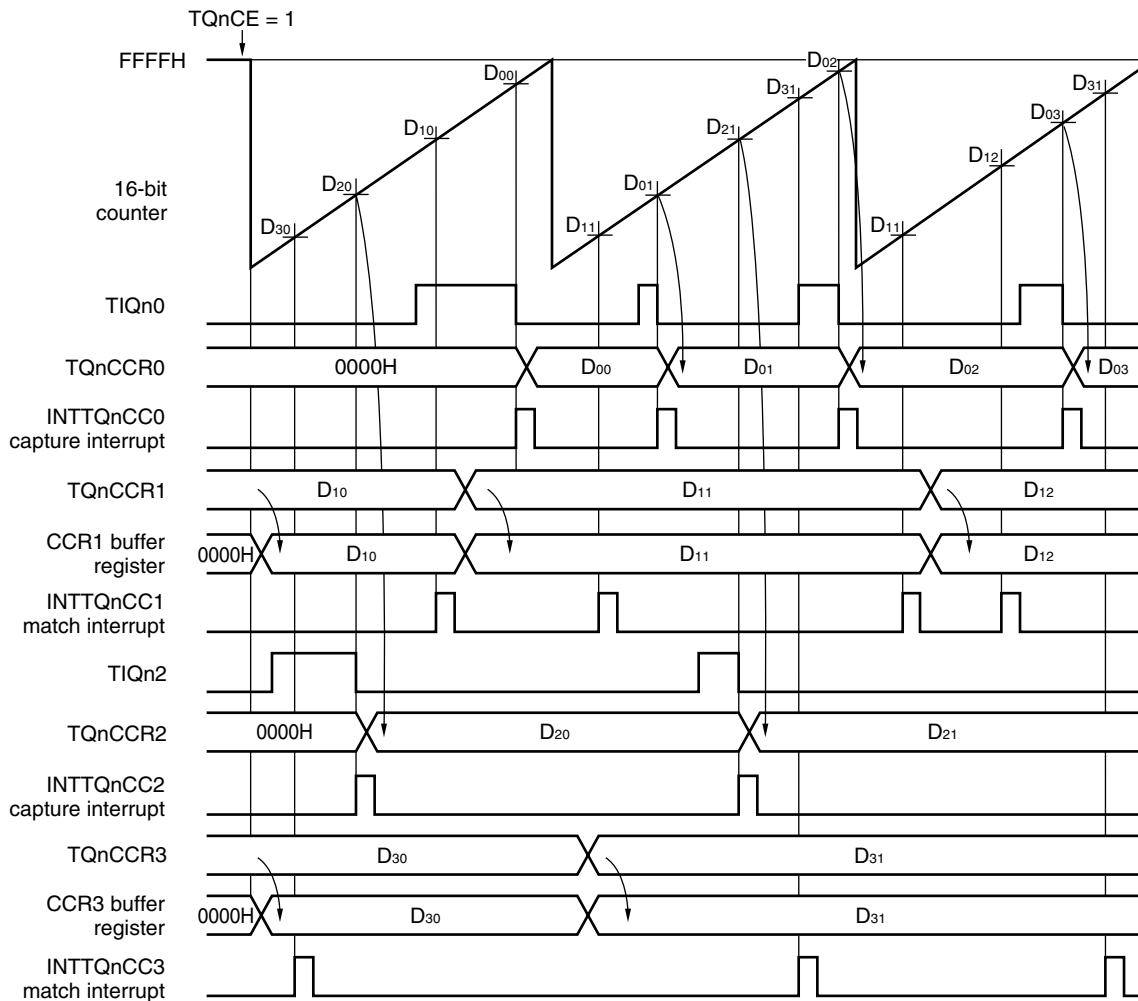 TQnCE = 1
FFFFH
16-bit
counter
D30
D20
D10
D00
D11
D01
D21
D31
D02
D11
D12
D03
D31
TIQn0
TQnCCR0
0000H
D00
D01
D02
D03
INTTQnCC0
capture interrupt
TQnCCR1
D10
D11
D12
CCR1 buffer
register
0000H
D10
D11
D12
INTTQnCC1
match interrupt
TIQn2
TQnCCR2
0000H
D20
D21
INTTQnCC2
capture interrupt
TQnCCR3
D30
D31
CCR3 buffer
register
0000H
D30
D31
INTTQnCC3
match interrupt